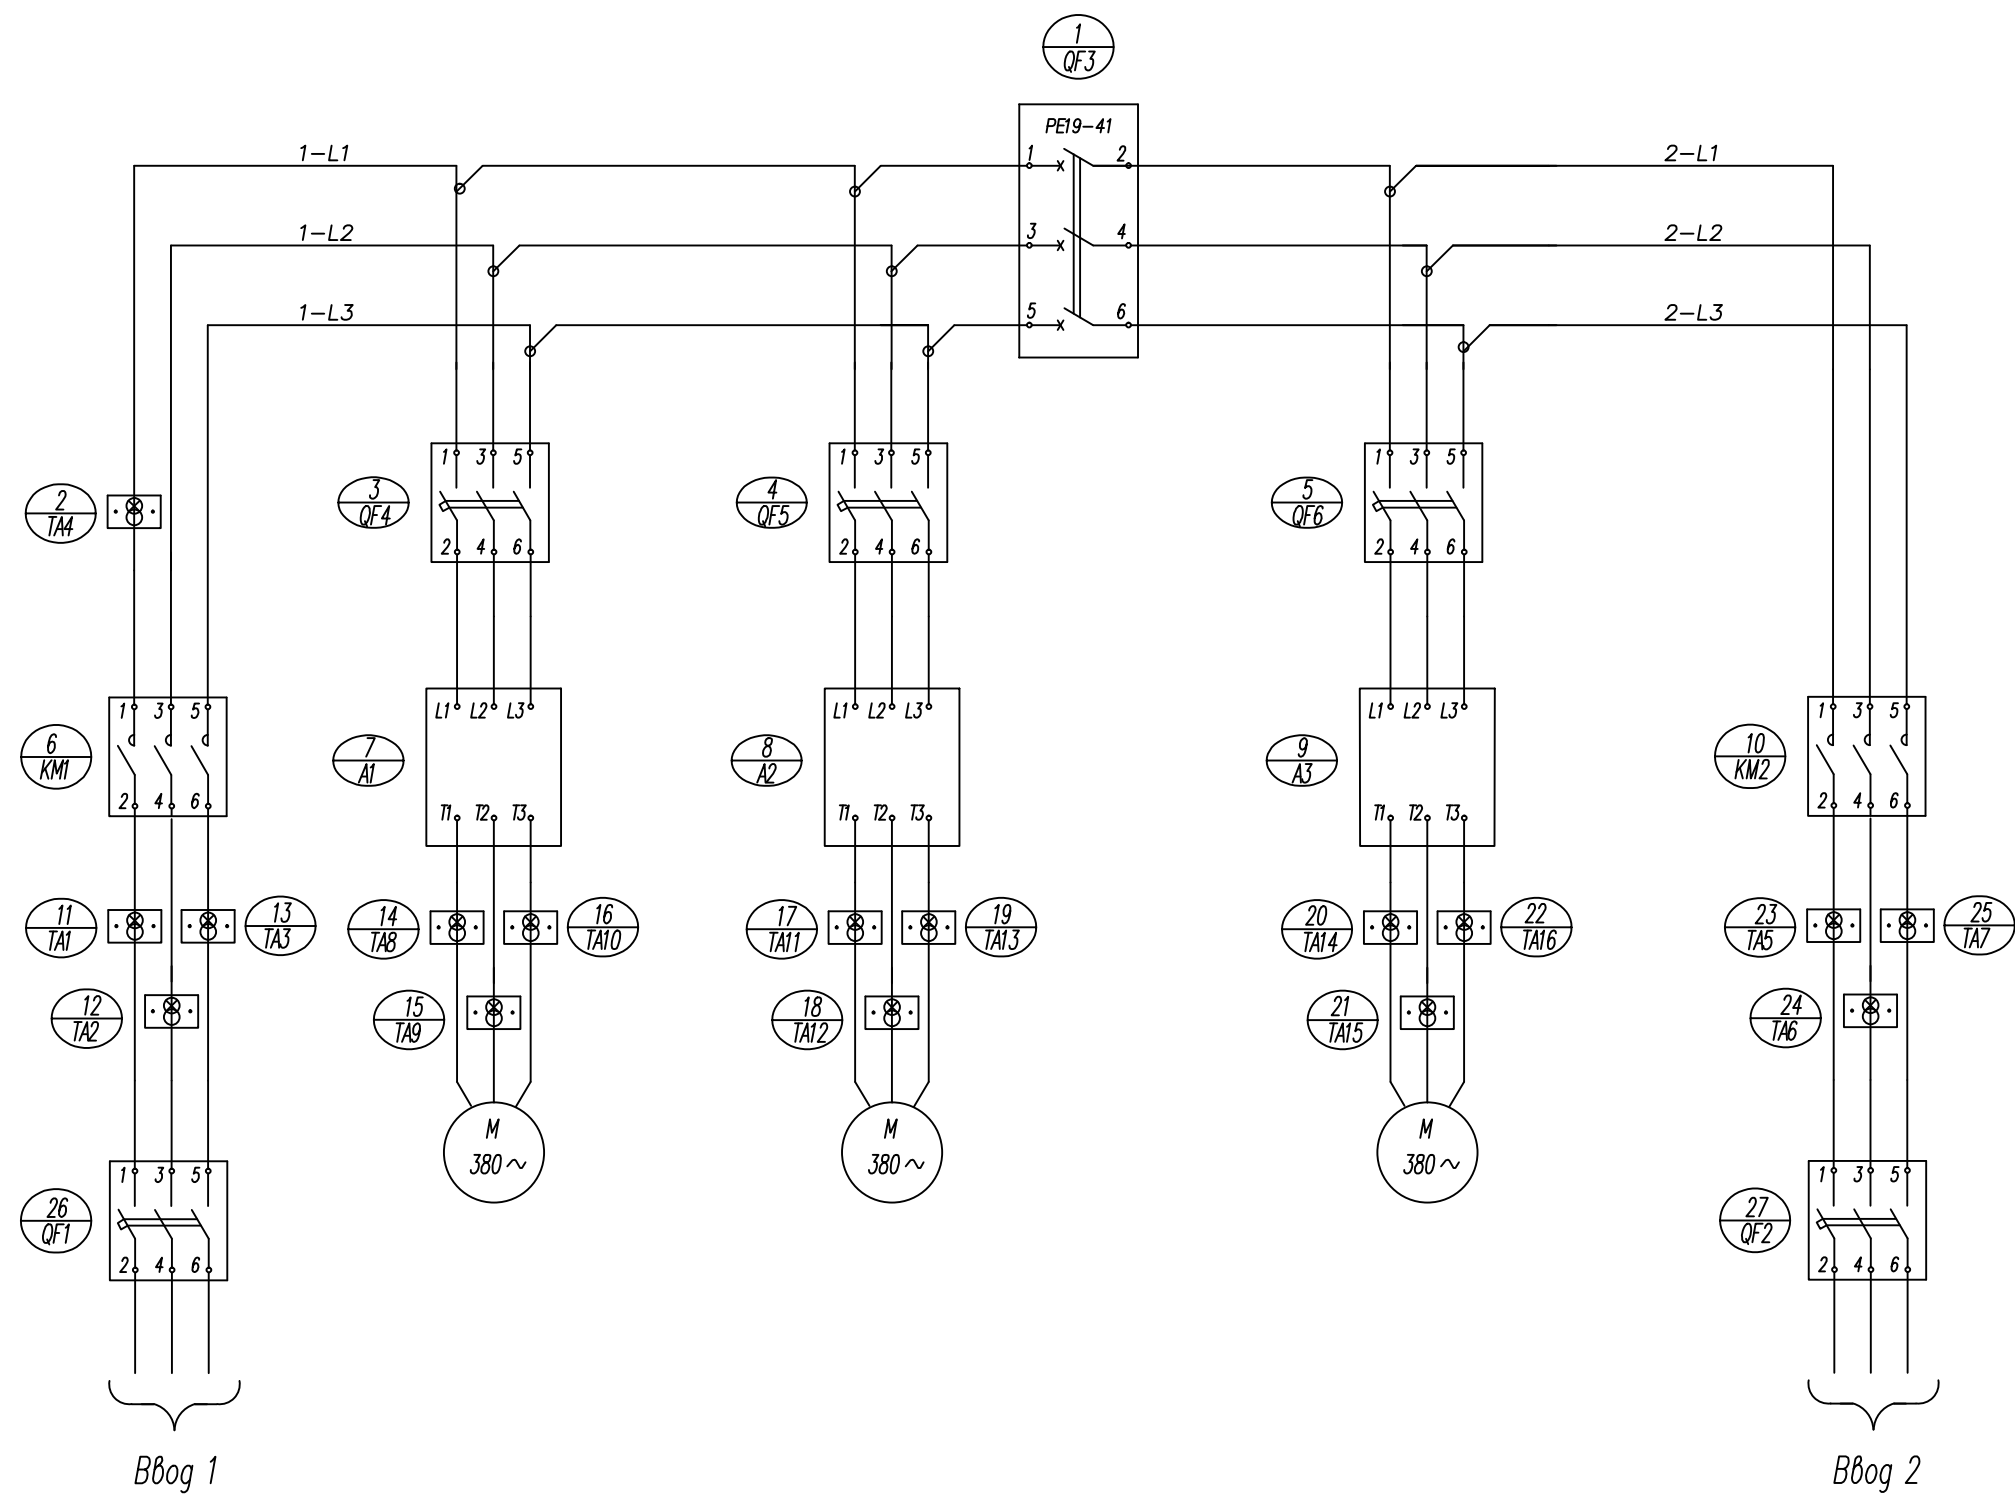 1
QF3
PE19-41
1-L1
1
2
2-L1
1-L2
3
4
2-L2
1-L3
5
6
2-L3
1 3 5
1 3 5
1 3 5
2
TA4
3
QF4
4
QF5
5
QF6
2 4 6
2 4 6
2 4 6
1 3 5
L1 L2 L3
L1 L2 L3
L1 L2 L3
1 3 5
6
KM1
7
A1
8
A2
9
A3
10
KM2
2 4 6
T1 T2 T3
T1 T2 T3
T1 T2 T3
2 4 6
11
TA1
13
TA3
14
TA8
16
TA10
17
TA11
19
TA13
20
TA14
22
TA16
23
TA5
25
TA7
12
TA2
15
TA9
18
TA12
21
TA15
24
TA6
M
380~
M
380~
M
380~
1 3 5
1 3 5
26
QF1
27
QF2
2 4 6
2 4 6
Ввод 1
Ввод 2